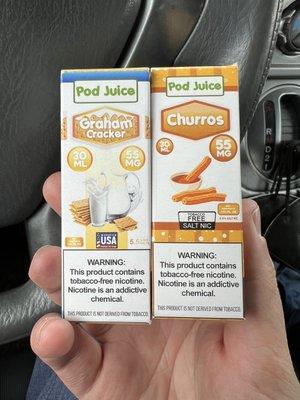 Pod Juice
Graham
Cracker
30
ML
55
MG
USA
WARNING:
This product contains
tobacco-free nicotine.
Nicotine is an addictive
chemical.
THIS PRODUCT IS NOT DERIVED FROM TOBACCO.
Pod Juice
Churros
30
ML
55
MG
TOBACCO
FREE
SALT NIC
WARNING:
This product contains
tobacco-free nicotine.
Nicotine is an addictive
chemical.
THIS PRODUCT IS NOT DERIVED FROM TOBACCO.
R
N
D
2